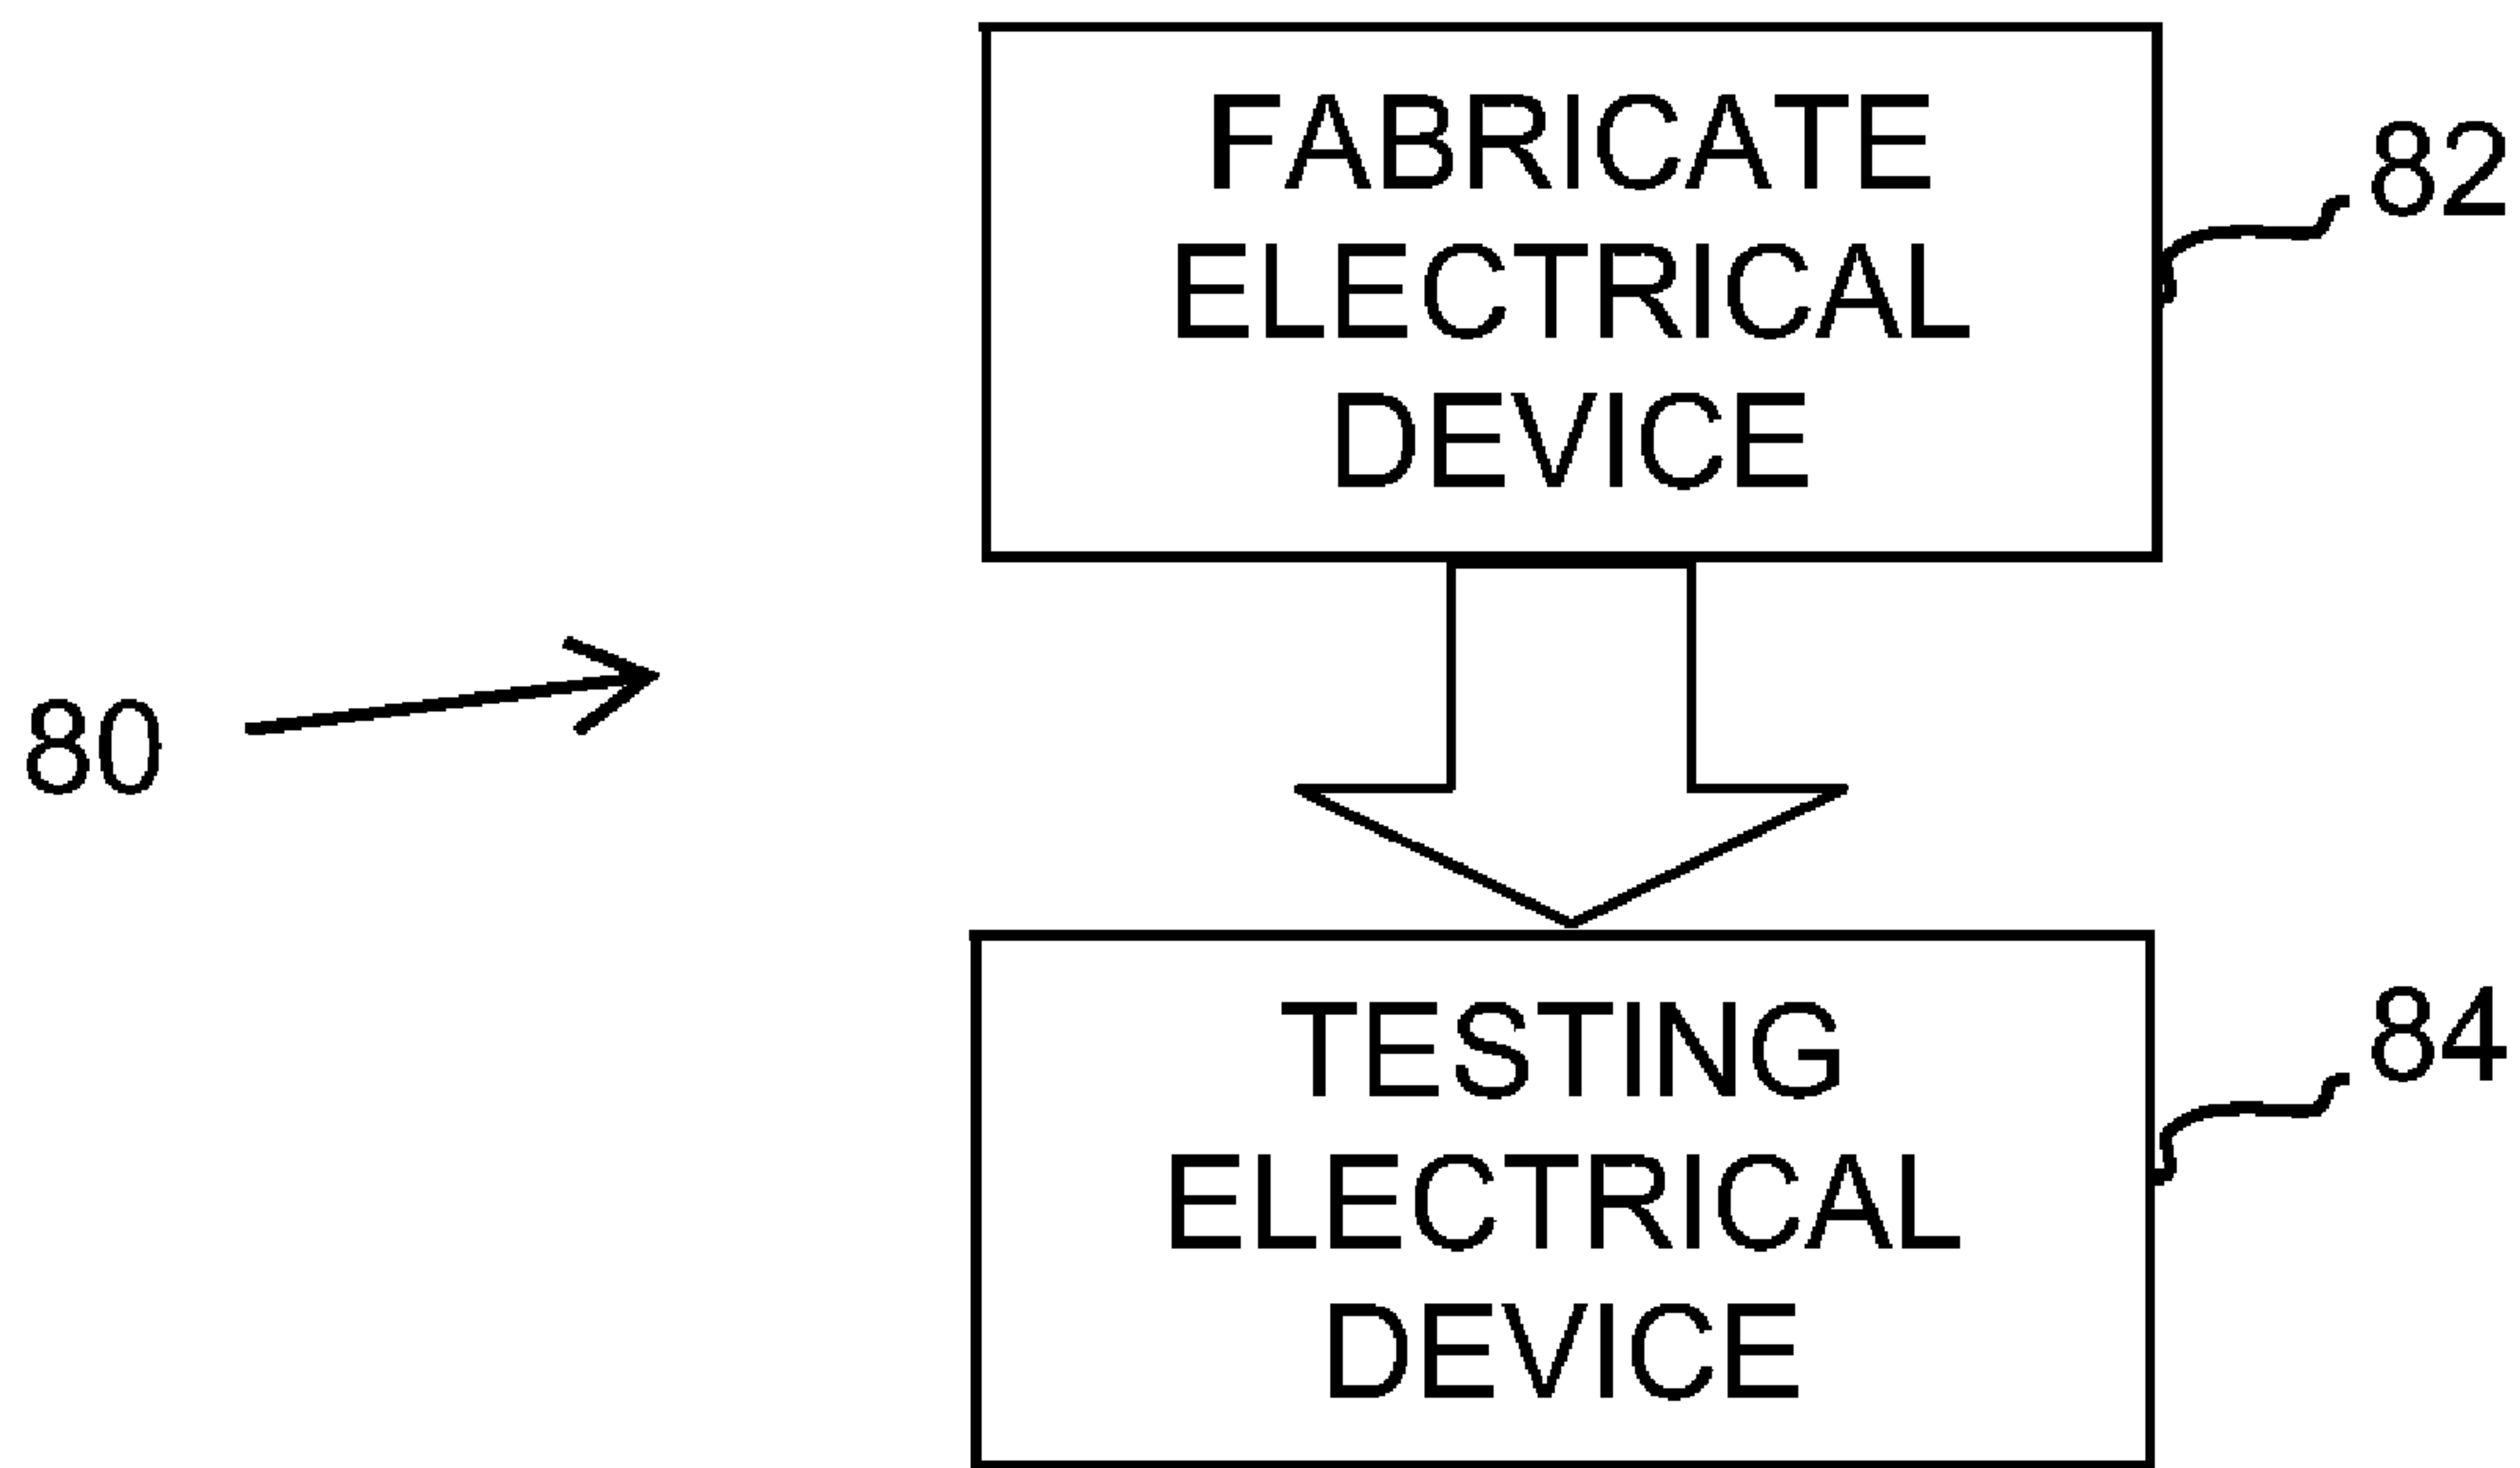 FABRICATE
ELECTRICAL
DEVICE
82
80
TESTING
ELECTRICAL
DEVICE
84